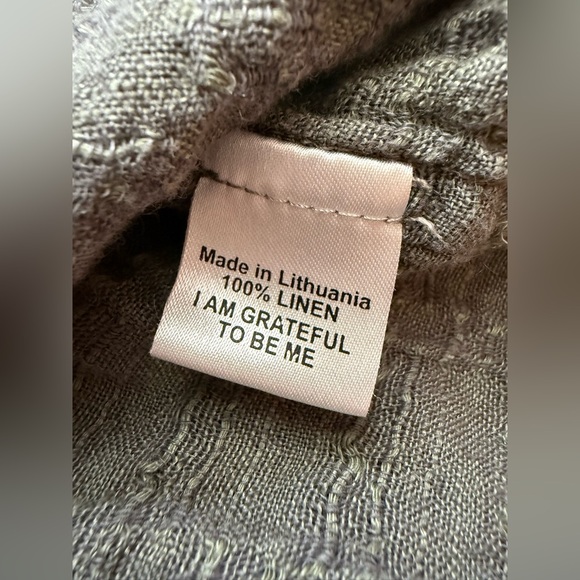 Made in Lithuania
100% LINEN
I AM GRATEFUL
TO BE ME